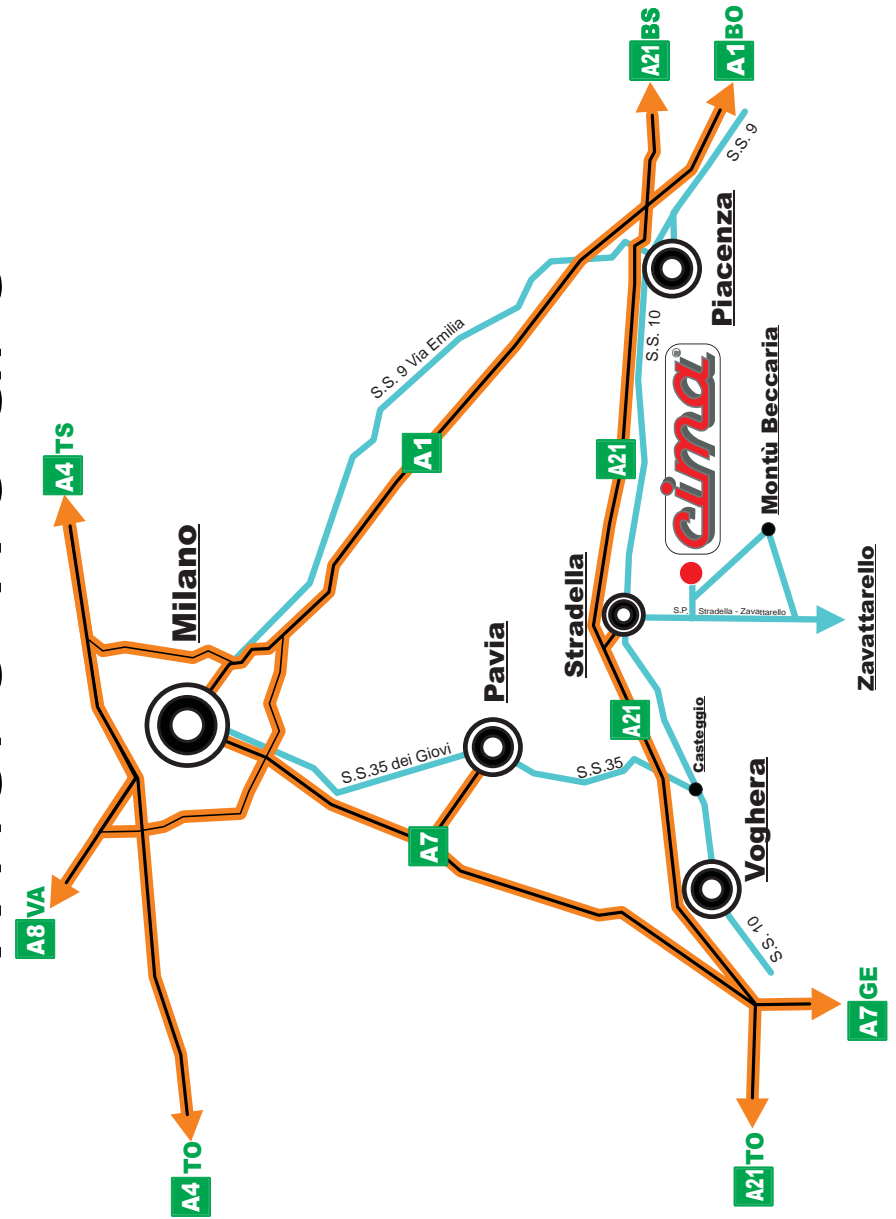 A8 VA
A4 TS
Milano
A4 TO
S.S. 9 Via Emilia
A1
S.S.35 dei Giovi
Pavia
A7
S.S.35
A21 BS
A1 BO
S.S. 9
Piacenza
S.S. 10
A21
cima®
Stradella
S.P. Stradella - Zavattarello
Montù Beccaria
Zavattarello
A21
Casteggio
Voghera
S.S. 10
A7 GE
A21 TO